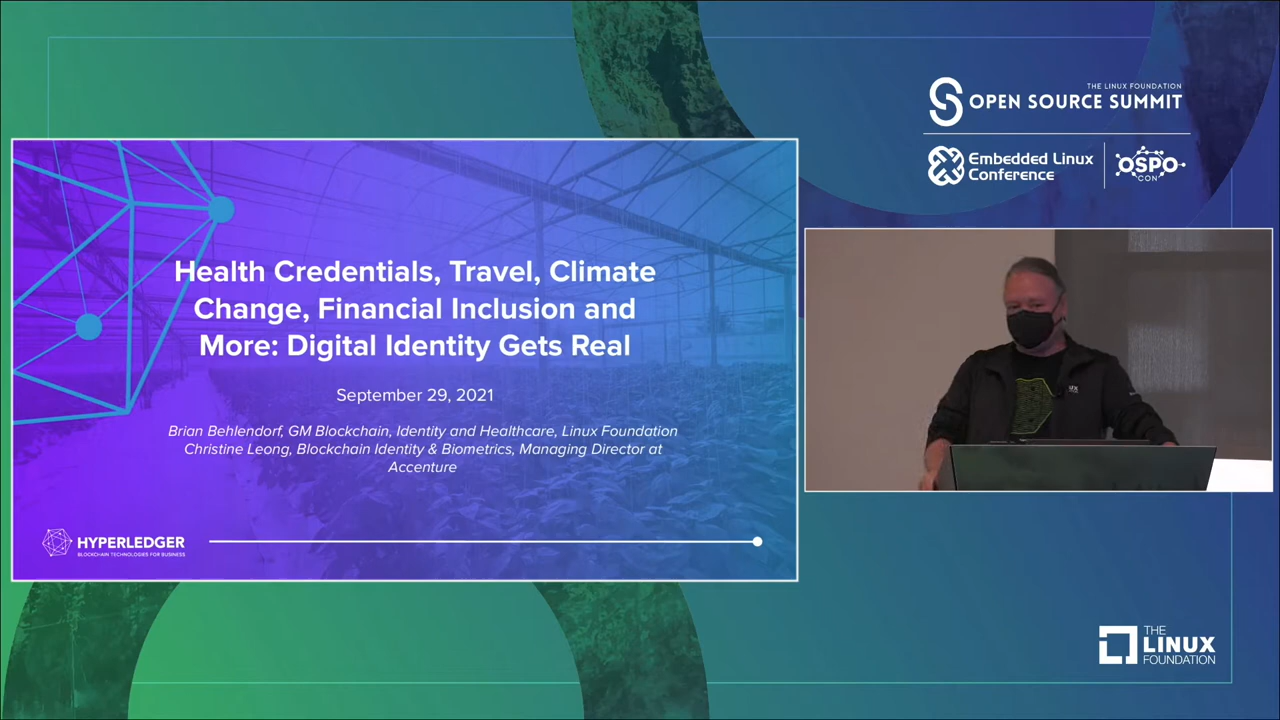 THE LINUX FOUNDATION
OPEN SOURCE SUMMIT
Embedded Linux
Conference
OSPO
CON
Health Credentials, Travel, Climate
Change, Financial Inclusion and
More: Digital Identity Gets Real
September 29, 2021
Brian Behlendorf, GM Blockchain, Identity and Healthcare, Linux Foundation
Christine Leong, Blockchain Identity & Biometrics, Managing Director at
Accenture
HYPERLEDGER
BLOCKCHAIN TECHNOLOGIES FOR BUSINESS
UX
THE
LINUX
FOUNDATION